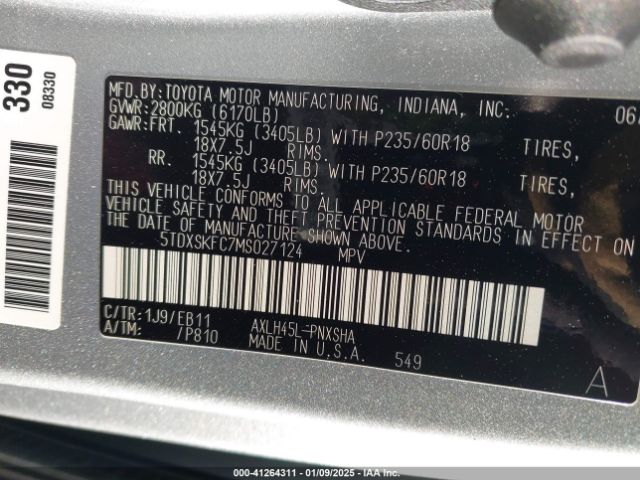 330
08330
MFD.BY:TOYOTA MOTOR MANUFACTURING, INDIANA, INC. 06/
GVWR:2800KG (6170LB)
GAWR:FRT. 1545KG (3405LB) WITH P235/60R18 TIRES,
18X7.5J RIMS.
RR. 1545KG (3405LB) WITH P235/60R18 TIRES,
18X7.5J RIMS.
THIS VEHICLE CONFORMS TO ALL APPLICABLE FEDERAL MOTOR
VEHICLE SAFETY AND THEFT PREVENTION STANDARDS IN EFFECT ON
THE DATE OF MANUFACTURE SHOWN ABOVE.
5TDXSKFC7MS027124 MPV
C/TR:1J9/EB11 AXLH45L-PNXSHA
A/TM: /P810 MADE IN U.S.A. 549
A
000-41264311 - 01/09/2025 - IAA Inc.